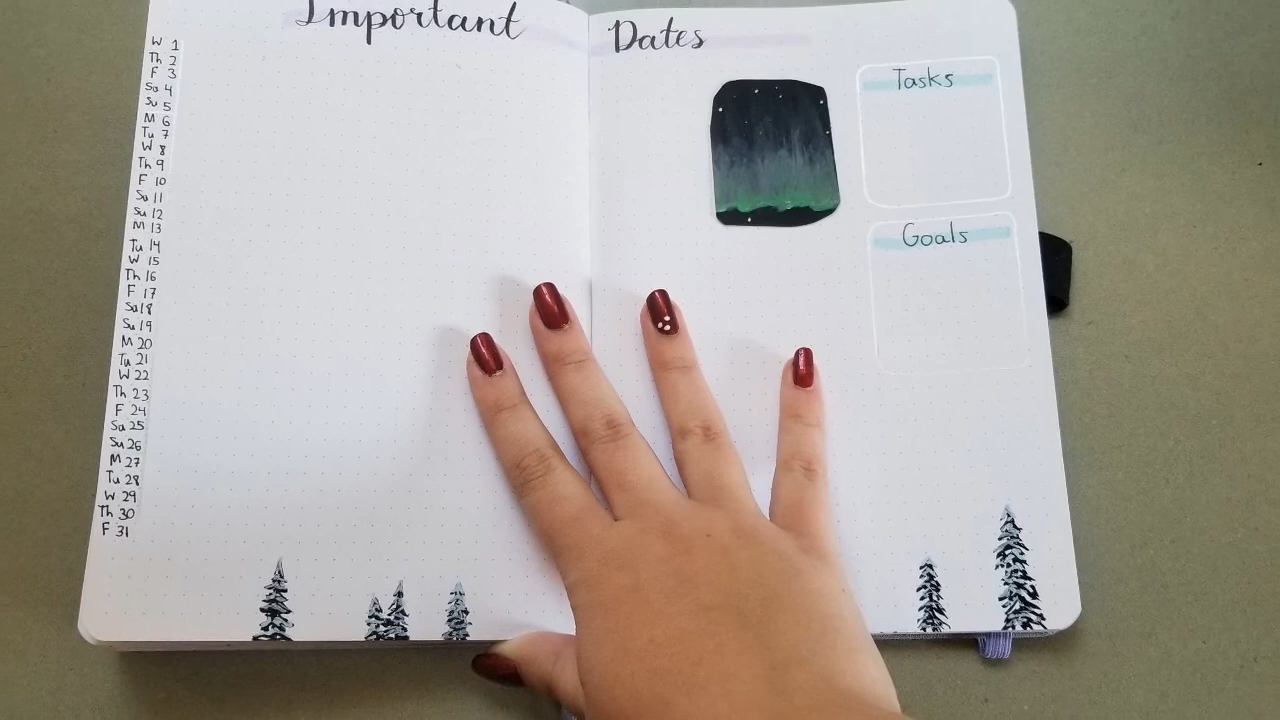 Important Dates
W 1
Th 2
F 3
Sa 4
Su 5
M 6
Tu 7
W 8
Th 9
F 10
Sa 11
Su 12
M 13
Tu 14
W 15
Th 16
F 17
Sa 18
Su 19
M 20
Tu 21
W 22
Th 23
F 24
Sa 25
Su 26
M 27
Tu 28
W 29
Th 30
F 31
Tasks
Goals